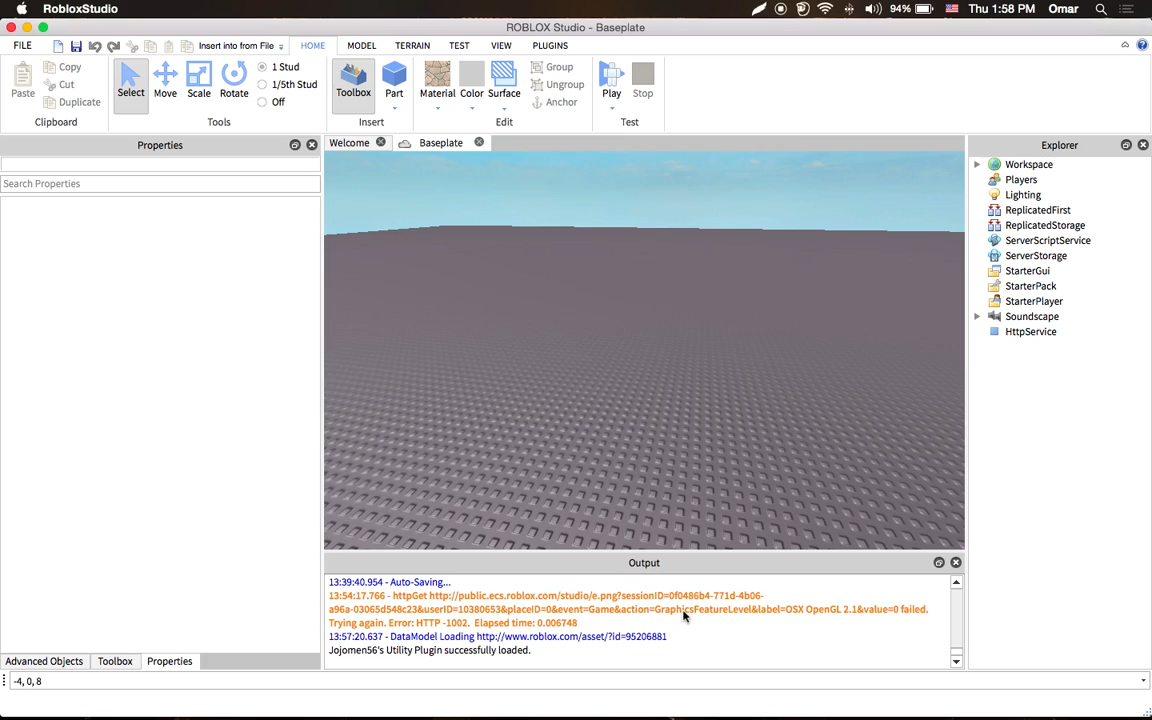 RobloxStudio 94% Thu 1:58 PM Omar
ROBLOX Studio - Baseplate
FILE Insert into from File HOME MODEL TERRAIN TEST VIEW PLUGINS
Paste Copy Cut Duplicate Select Move Scale Rotate 1 Stud 1/5th Stud Off Toolbox Part Material Color Surface Group Ungroup Anchor Play Stop
Clipboard Tools Insert Edit Test
Properties
Search Properties
Welcome Baseplate
Explorer
Workspace
Players
Lighting
ReplicatedFirst
ReplicatedStorage
ServerScriptService
ServerStorage
StarterGui
StarterPack
StarterPlayer
Soundscape
HttpService
Output
13:39:40.954 - Auto-Saving...
13:54:17.766 - httpGet http://public.ecs.roblox.com/studio/e.png?sessionID=0f0486b4-771d-4b06-
a96a-03065d548c23&userID=10380653&placeID=0&event=Game&action=GraphicsFeatureLevel&label=OSX OpenGL 2.1&value=0 failed.
Trying again. Error: HTTP -1002. Elapsed time: 0.006748
13:57:20.637 - DataModel Loading http://www.roblox.com/asset/?id=95206881
Jojomen56's Utility Plugin successfully loaded.
Advanced Objects Toolbox Properties
-4, 0, 8